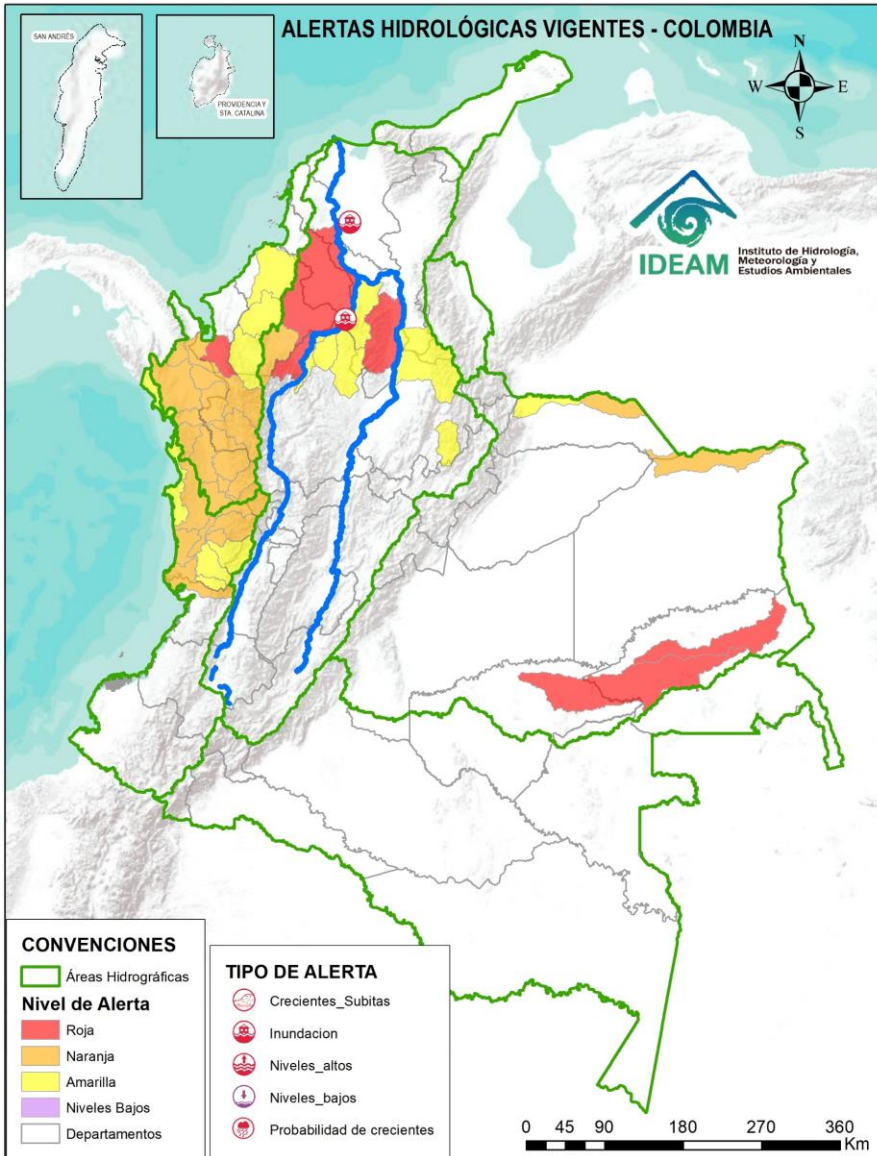 ALERTAS HIDROLÓGICAS VIGENTES - COLOMBIA
SAN ANDRÉS
PROVIDENCIA Y
STA. CATALINA
N
W
E
S
IDEAM
Instituto de Hidrología,
Meteorología y
Estudios Ambientales
CONVENCIONES
Áreas Hidrográficas
Nivel de Alerta
Roja
Naranja
Amarilla
Niveles Bajos
Departamentos
TIPO DE ALERTA
Crecientes_Subitas
Inundacion
Niveles_altos
Niveles_bajos
Probabilidad de crecientes
0 45 90 180 270 360
Km